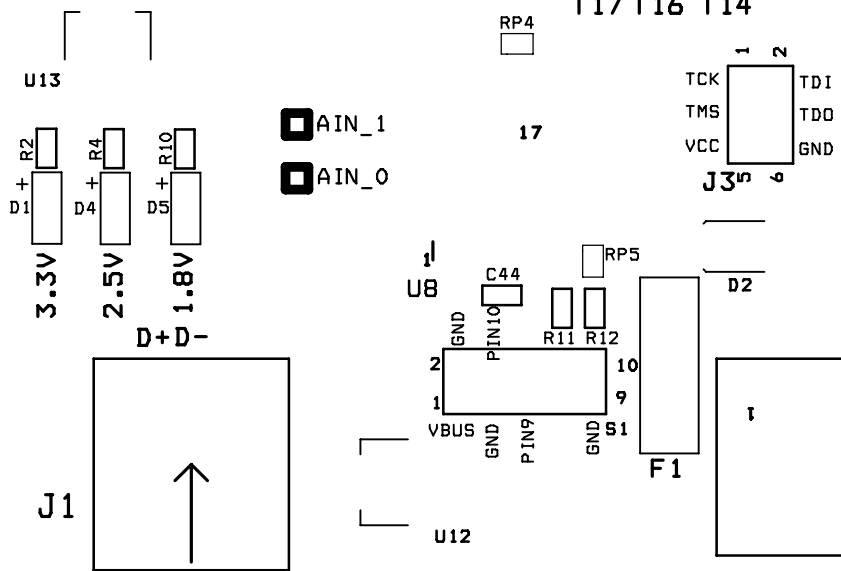 T17 T16 T14
RP4
U13
1 2
TCK TDI
TMS TDO
VCC GND
J3 5 6
AIN_1
AIN_0
17
R2 R4 R10
+ + +
D1 D4 D5
3.3V 2.5V 1.8V
D+D-
1
U8
C44
RP5
D2
GND PIN10
R11 R12
2 10
1 9
VBUS GND PIN9 GND S1
F1
1
J1
U12